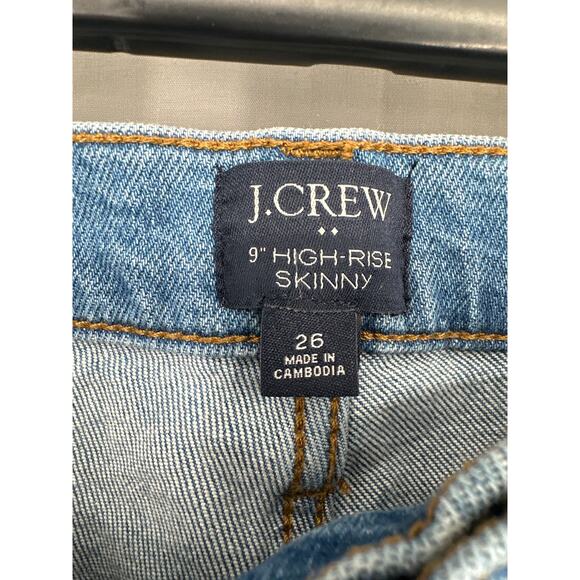 J.CREW
9" HIGH-RISE
SKINNY
26
MADE IN
CAMBODIA